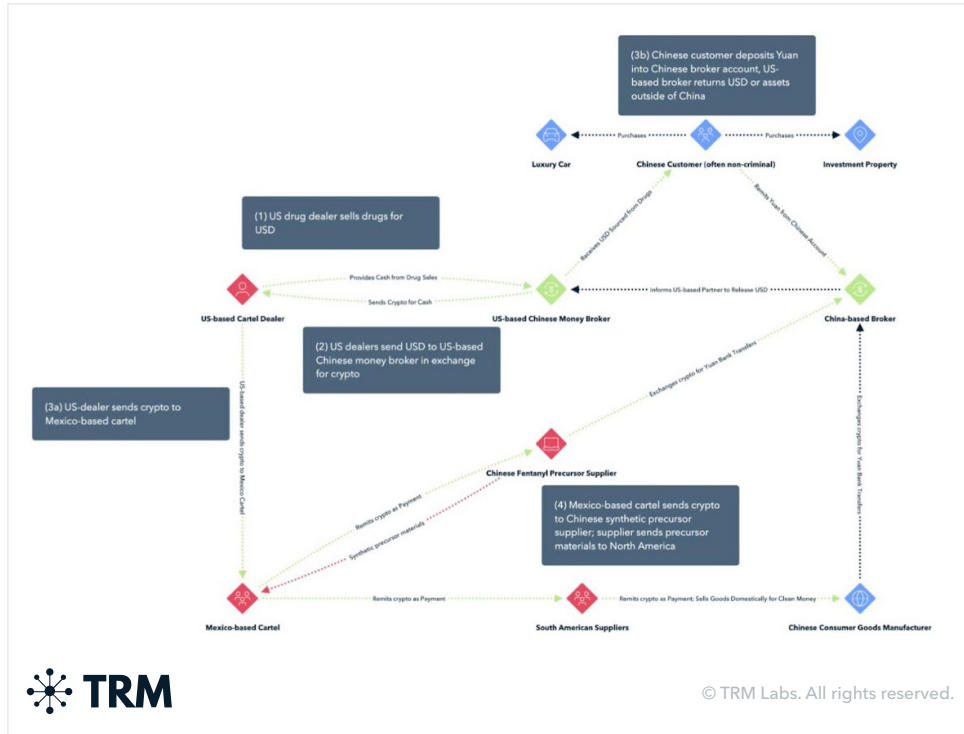 (3b) Chinese customer deposits Yuan
into Chinese broker account, US-
based broker returns USD or assets
outside of China
Purchases
Purchases
Luxury Car
Chinese Customer (often non-criminal)
Investment Property
Receives USD Sourced from Drugs
Remits Yuan from Chinese Account
(1) US drug dealer sells drugs for
USD
Provides Cash from Drug Sales
Sends Crypto for Cash
Informs US-based Partner to Release USD
US-based Cartel Dealer
US-based Chinese Money Broker
China-based Broker
(2) US dealers send USD to US-based
Chinese money broker in exchange
for crypto
Exchanges crypto for Yuan Bank Transfers
(3a) US-dealer sends crypto to
Mexico-based cartel
US-based dealer sends crypto to Mexico Cartel
Exchanges crypto for Yuan Bank Transfers
Chinese Fentanyl Precursor Supplier
Remits crypto as Payment
Synthetic precursor materials
(4) Mexico-based cartel sends crypto
to Chinese synthetic precursor
supplier; supplier sends precursor
materials to North America
Remits crypto as Payment
Remits crypto as Payment; Sells Goods Domestically for Clean Money
Mexico-based Cartel
South American Suppliers
Chinese Consumer Goods Manufacturer
TRM
© TRM Labs. All rights reserved.